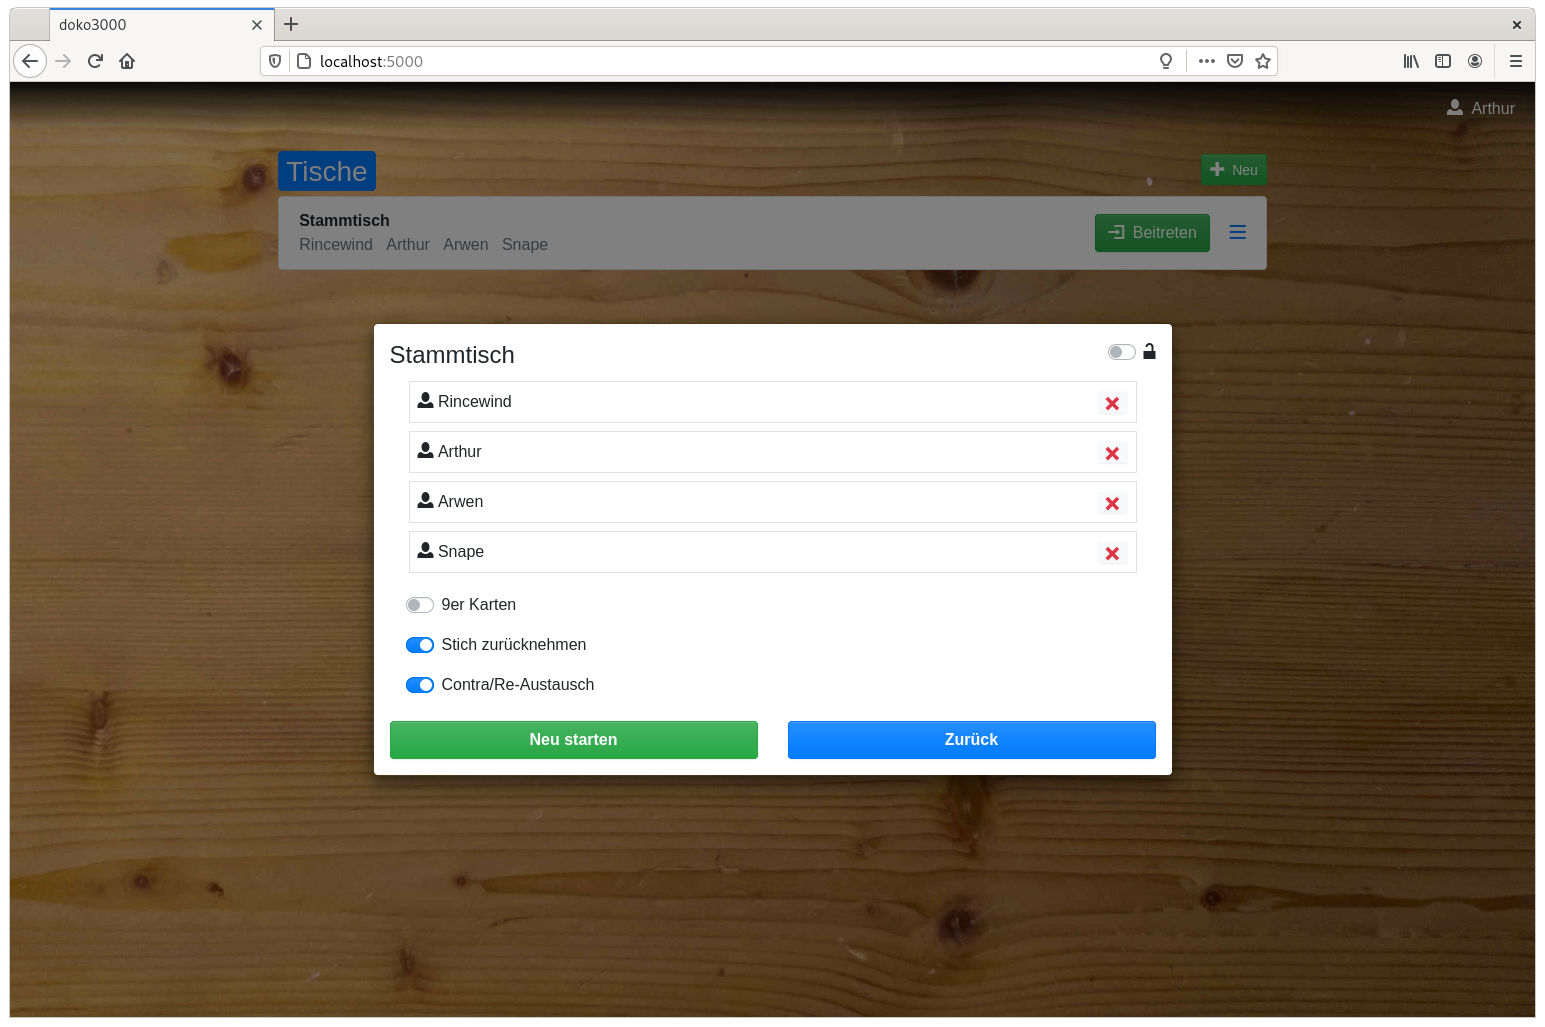 doko3000
localhost:5000
Arthur
Tische
Neu
Stammtisch
Rincewind Arthur Arwen Snape
Beitreten
Stammtisch
Rincewind
Arthur
Arwen
Snape
9er Karten
Stich zurücknehmen
Contra/Re-Austausch
Neu starten
Zurück